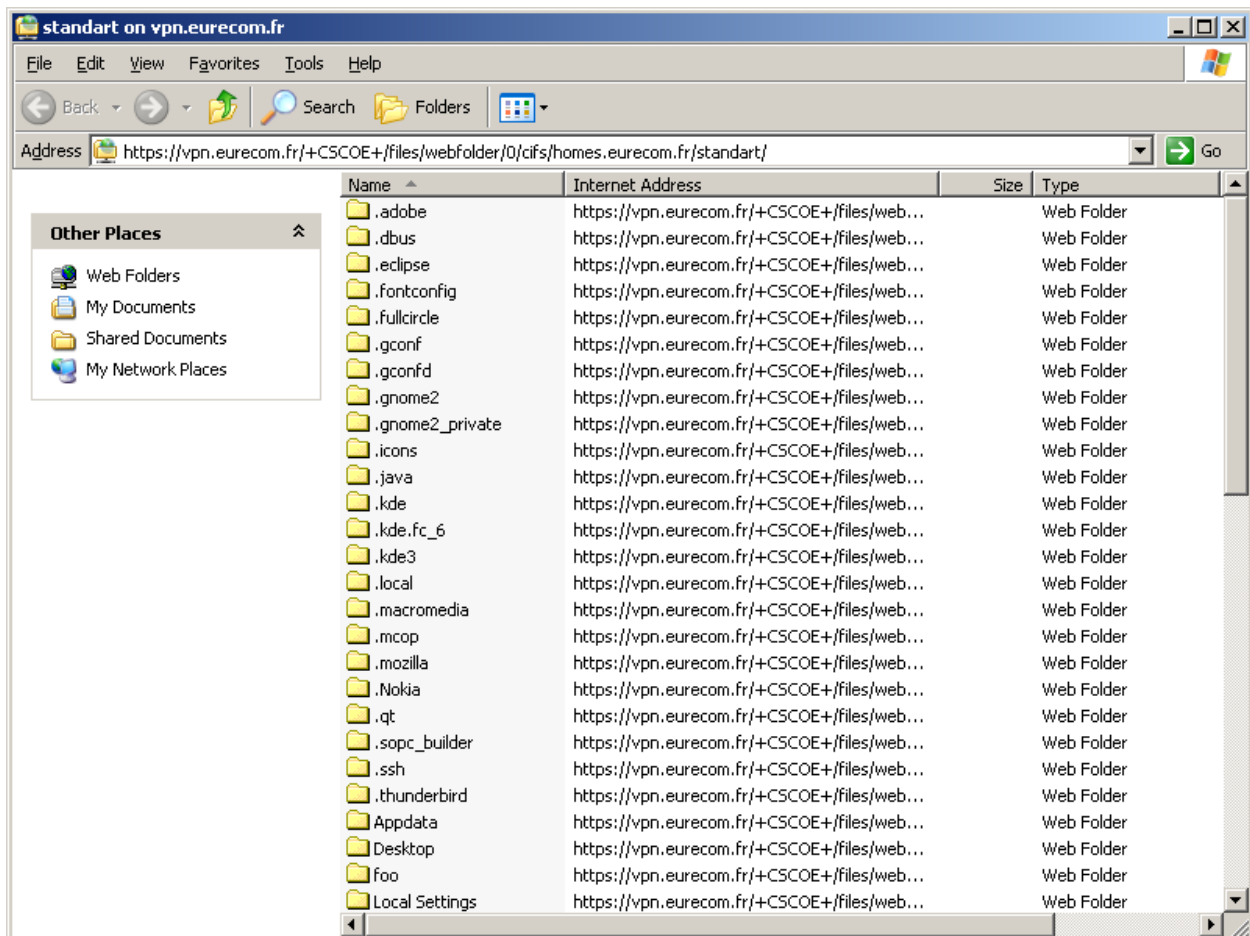 standart on vpn.eurecom.fr
File Edit View Favorites Tools Help
Back Search Folders
Address https://vpn.eurecom.fr/+CSCOE+/files/webfolder/0/cifs/homes.eurecom.fr/standart/ Go
Name Internet Address Size Type
Other Places
Web Folders
My Documents
Shared Documents
My Network Places
.adobe https://vpn.eurecom.fr/+CSCOE+/files/web... Web Folder
.dbus https://vpn.eurecom.fr/+CSCOE+/files/web... Web Folder
.eclipse https://vpn.eurecom.fr/+CSCOE+/files/web... Web Folder
.fontconfig https://vpn.eurecom.fr/+CSCOE+/files/web... Web Folder
.fullcircle https://vpn.eurecom.fr/+CSCOE+/files/web... Web Folder
.gconf https://vpn.eurecom.fr/+CSCOE+/files/web... Web Folder
.gconfd https://vpn.eurecom.fr/+CSCOE+/files/web... Web Folder
.gnome2 https://vpn.eurecom.fr/+CSCOE+/files/web... Web Folder
.gnome2_private https://vpn.eurecom.fr/+CSCOE+/files/web... Web Folder
.icons https://vpn.eurecom.fr/+CSCOE+/files/web... Web Folder
.java https://vpn.eurecom.fr/+CSCOE+/files/web... Web Folder
.kde https://vpn.eurecom.fr/+CSCOE+/files/web... Web Folder
.kde.fc_6 https://vpn.eurecom.fr/+CSCOE+/files/web... Web Folder
.kde3 https://vpn.eurecom.fr/+CSCOE+/files/web... Web Folder
.local https://vpn.eurecom.fr/+CSCOE+/files/web... Web Folder
.macromedia https://vpn.eurecom.fr/+CSCOE+/files/web... Web Folder
.mcop https://vpn.eurecom.fr/+CSCOE+/files/web... Web Folder
.mozilla https://vpn.eurecom.fr/+CSCOE+/files/web... Web Folder
.Nokia https://vpn.eurecom.fr/+CSCOE+/files/web... Web Folder
.qt https://vpn.eurecom.fr/+CSCOE+/files/web... Web Folder
.sopc_builder https://vpn.eurecom.fr/+CSCOE+/files/web... Web Folder
.ssh https://vpn.eurecom.fr/+CSCOE+/files/web... Web Folder
.thunderbird https://vpn.eurecom.fr/+CSCOE+/files/web... Web Folder
Appdata https://vpn.eurecom.fr/+CSCOE+/files/web... Web Folder
Desktop https://vpn.eurecom.fr/+CSCOE+/files/web... Web Folder
foo https://vpn.eurecom.fr/+CSCOE+/files/web... Web Folder
Local Settings https://vpn.eurecom.fr/+CSCOE+/files/web... Web Folder